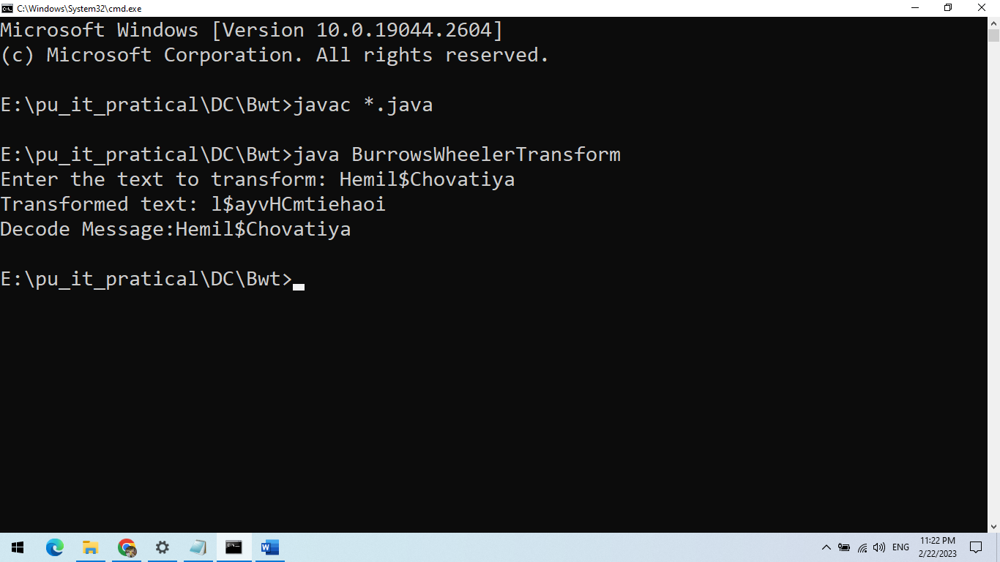 C:\Windows\System32\cmd.exe
Microsoft Windows [Version 10.0.19044.2604]
(c) Microsoft Corporation. All rights reserved.
E:\pu_it_pratical\DC\Bwt>javac *.java
E:\pu_it_pratical\DC\Bwt>java BurrowsWheelerTransform
Enter the text to transform: Hemil$Chovatiya
Transformed text: l$ayvHCmtiehaoi
Decode Message:Hemil$Chovatiya
E:\pu_it_pratical\DC\Bwt>
ENG
11:22 PM
2/22/2023